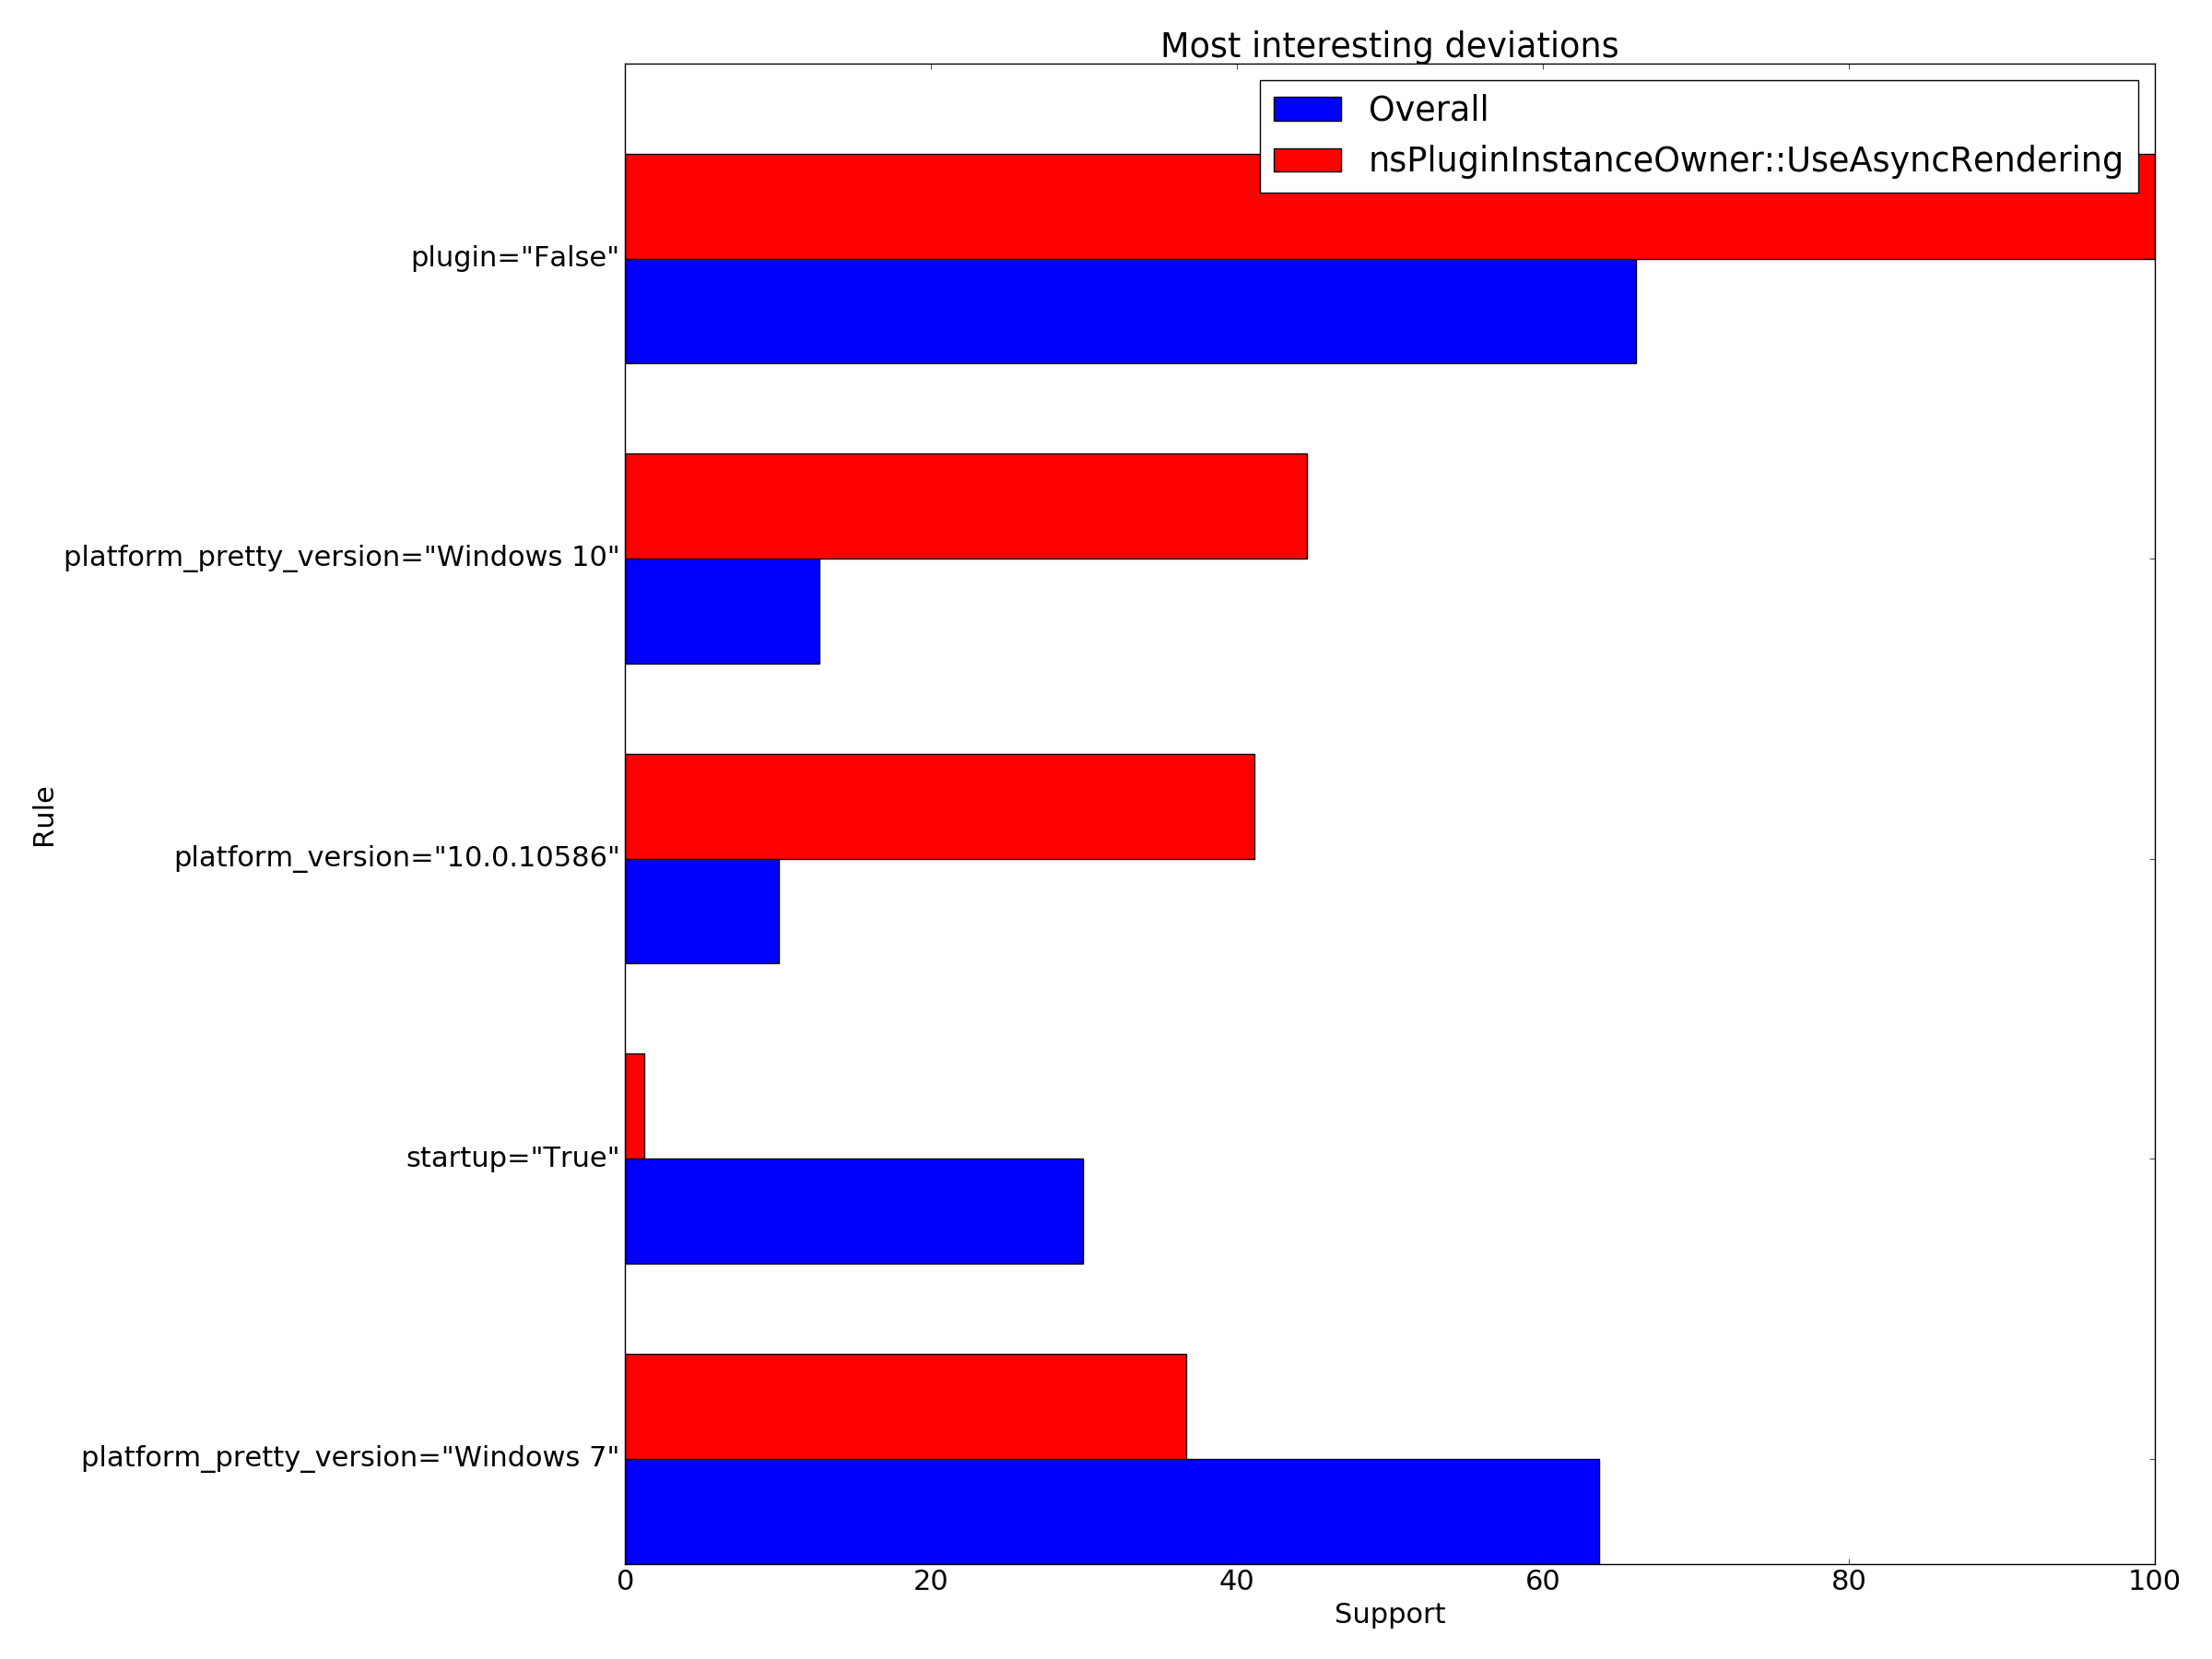 Most interesting deviations
Overall
nsPluginInstanceOwner::UseAsyncRendering
plugin="False"
platform_pretty_version="Windows 10"
platform_version="10.0.10586"
startup="True"
platform_pretty_version="Windows 7"
Rule
0 20 40 60 80 100
Support